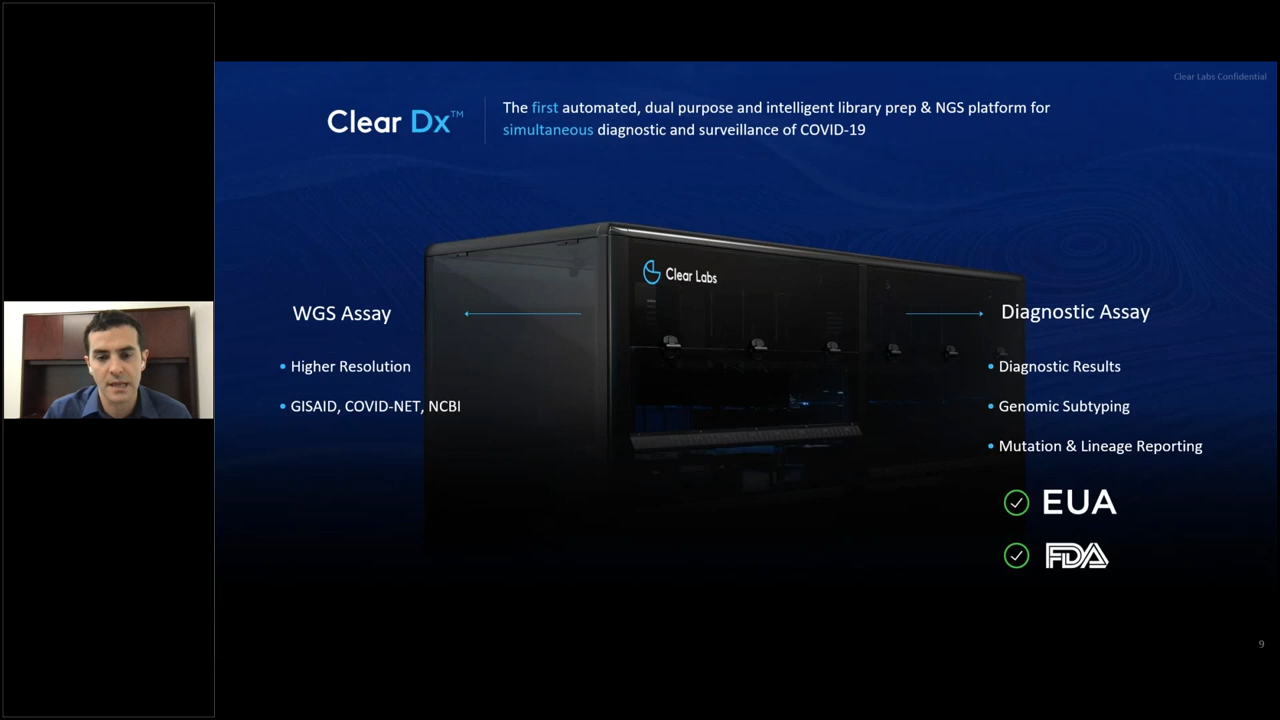 Clear Labs Confidential
Clear Dx™
The first automated, dual purpose and intelligent library prep & NGS platform for
simultaneous diagnostic and surveillance of COVID-19
Clear Labs
WGS Assay
• Higher Resolution
• GISAID, COVID-NET, NCBI
Diagnostic Assay
• Diagnostic Results
• Genomic Subtyping
• Mutation & Lineage Reporting
EUA
FDA
9